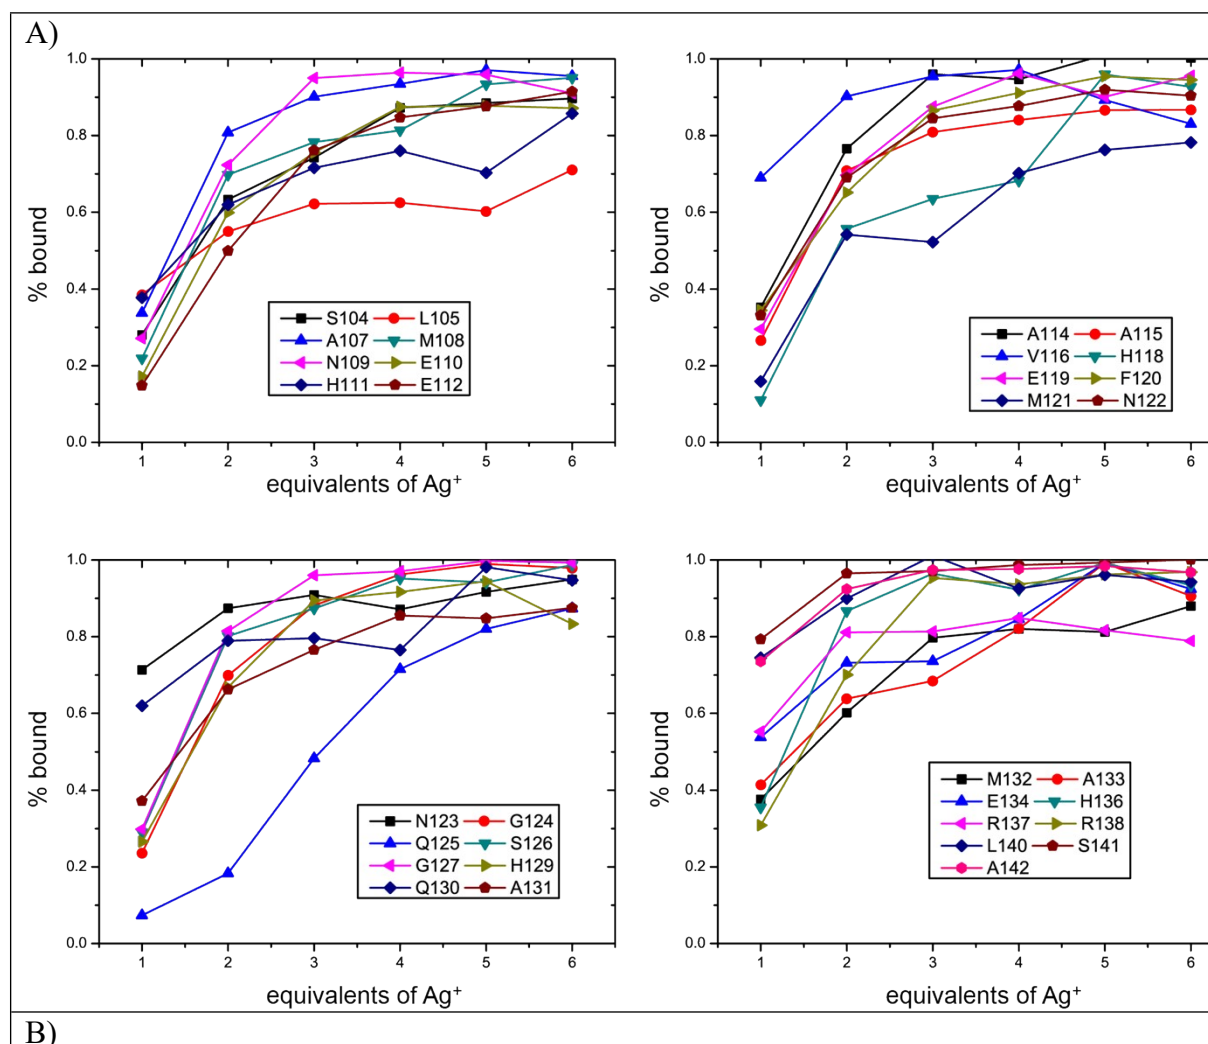 A)
1.0
0.8
0.6
0.4
0.2
0.0
% bound
1 2 3 4 5 6
equivalents of Ag⁺
S104 L105
A107 M108
N109 E110
H111 E112
1.0
0.8
0.6
0.4
0.2
0.0
% bound
1 2 3 4 5 6
equivalents of Ag⁺
A114 A115
V116 H118
E119 F120
M121 N122
1.0
0.8
0.6
0.4
0.2
0.0
% bound
1 2 3 4 5 6
equivalents of Ag⁺
N123 G124
Q125 S126
G127 H129
Q130 A131
1.0
0.8
0.6
0.4
0.2
0.0
% bound
1 2 3 4 5 6
equivalents of Ag⁺
M132 A133
E134 H136
R137 R138
L140 S141
A142
B)